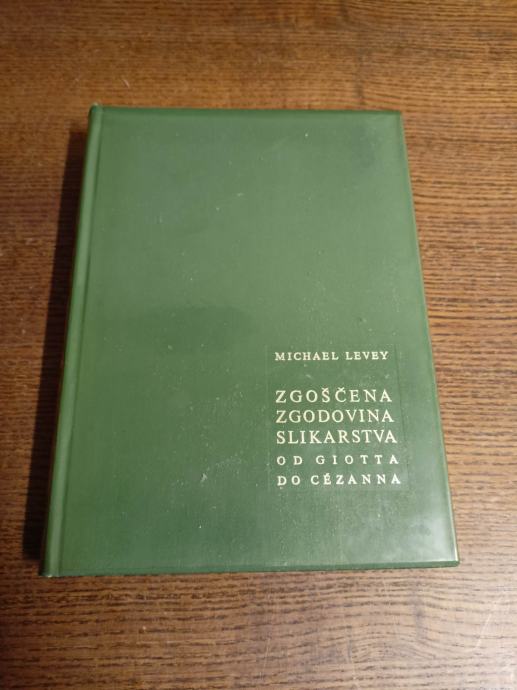 MICHAEL LEVEY
ZGOŠČENA
ZGODOVINA
SLIKARSTVA
OD GIOTTA
DO CÉZANNA